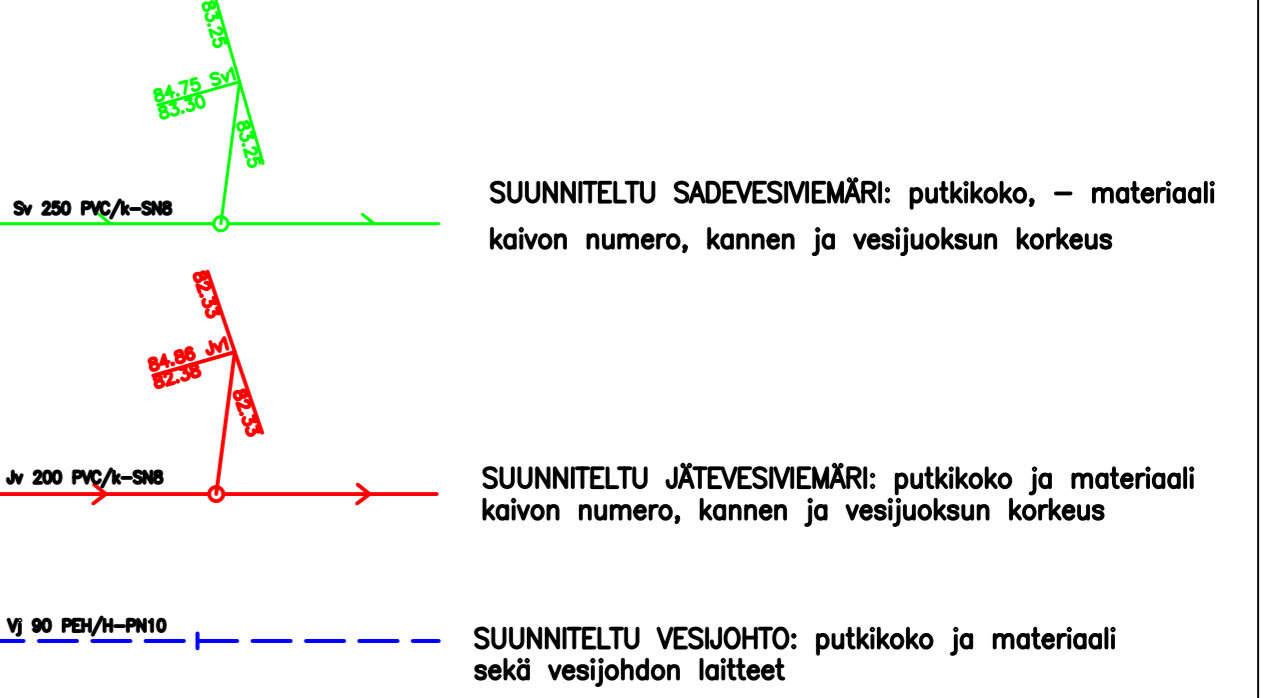 83.25
84.75 Sv1
83.30
83.25
Sv 250 PVC/k-SN8
SUUNNITELTU SADEVESIVIEMÄRI: putkikoko, - materiaali
kaivon numero, kannen ja vesijuoksun korkeus
82.33
84.86 Jv1
82.38
82.33
Jv 200 PVC/k-SN8
SUUNNITELTU JÄTEVESIVIEMÄRI: putkikoko ja materiaali
kaivon numero, kannen ja vesijuoksun korkeus
Vj 90 PEH/H-PN10
SUUNNITELTU VESIJOHTO: putkikoko ja materiaali
sekä vesijohdon laitteet